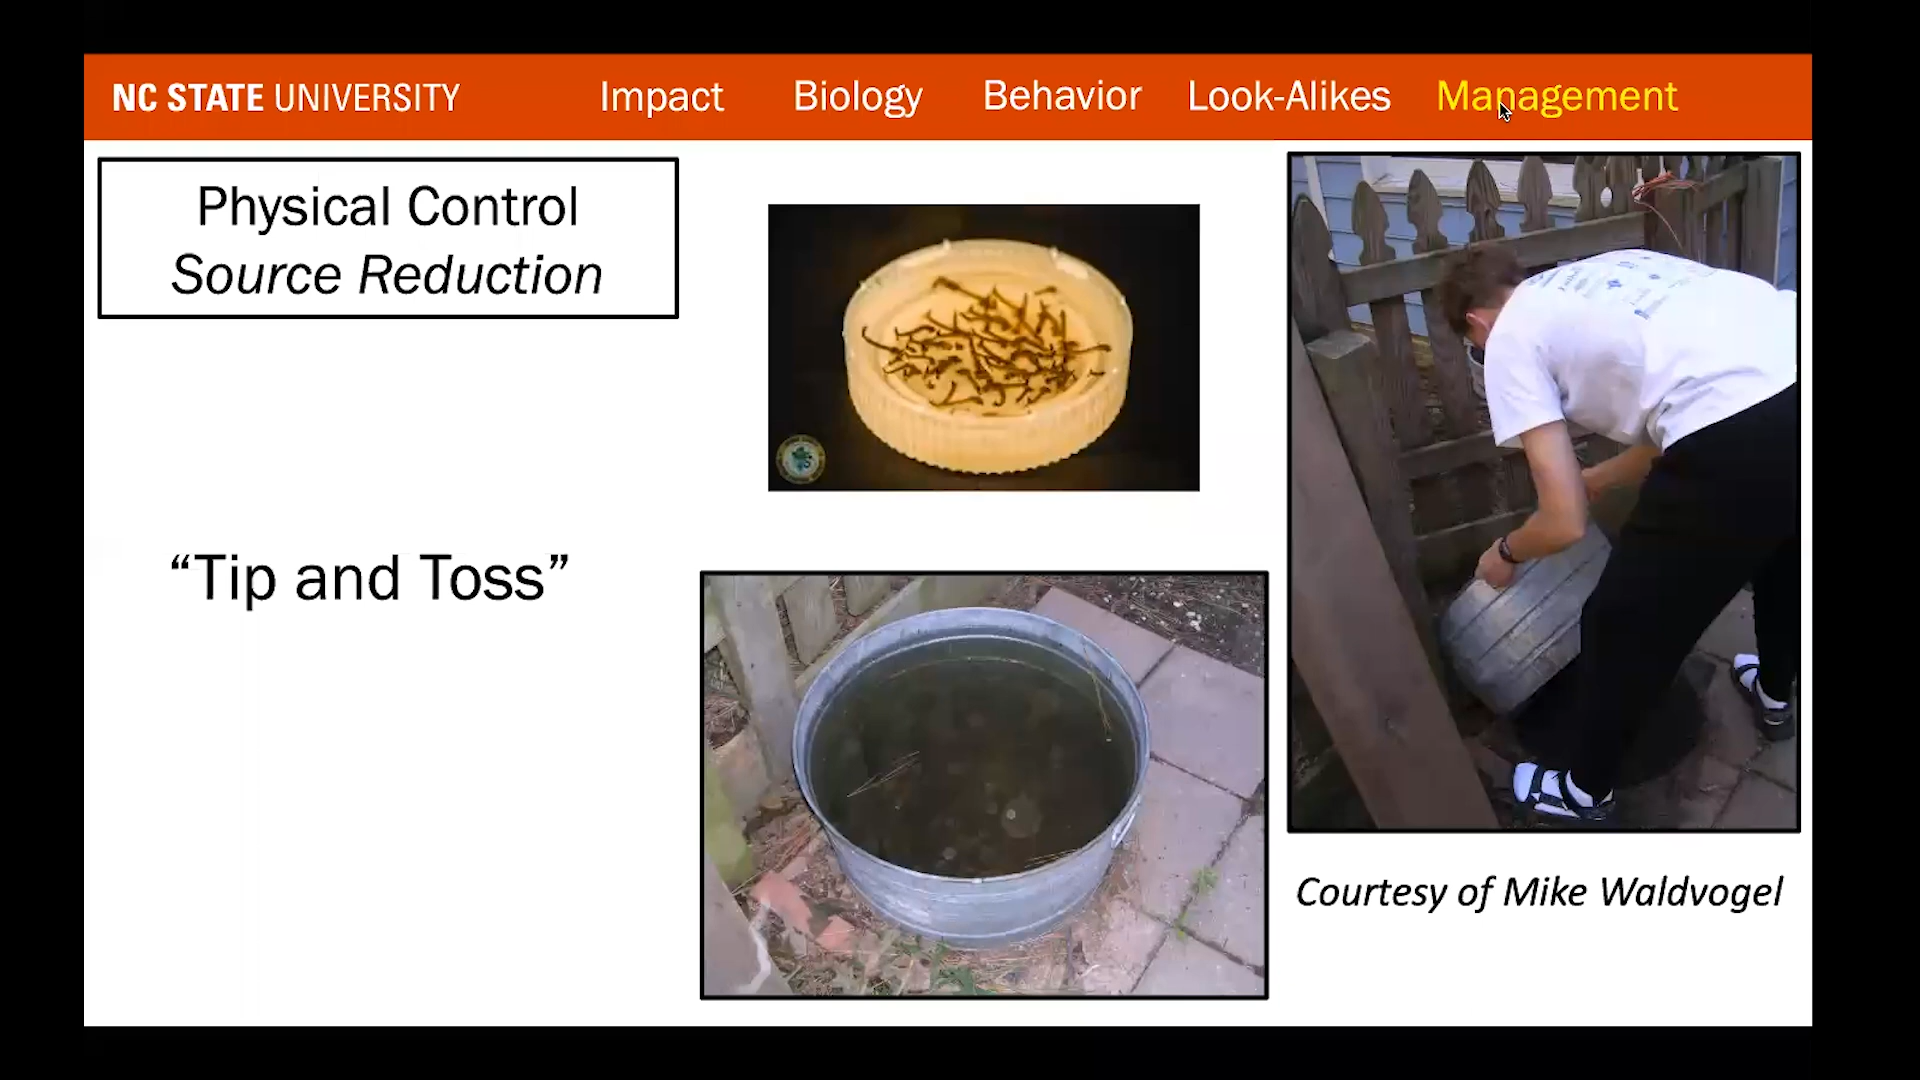 NC STATE UNIVERSITY
Impact
Biology
Behavior
Look-Alikes
Management
Physical Control
Source Reduction
“Tip and Toss”
Courtesy of Mike Waldvogel